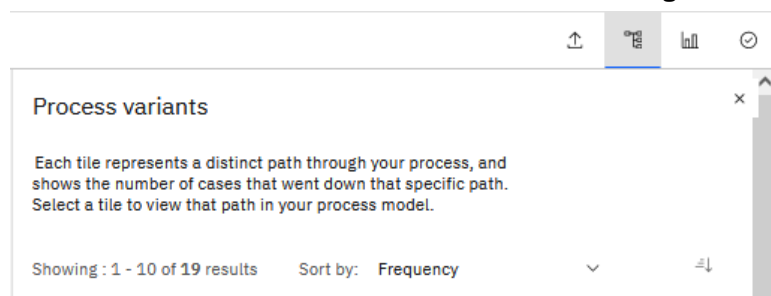 Process variants
Each tile represents a distinct path through your process, and
shows the number of cases that went down that specific path.
Select a tile to view that path in your process model.
Showing : 1 - 10 of 19 results Sort by: Frequency